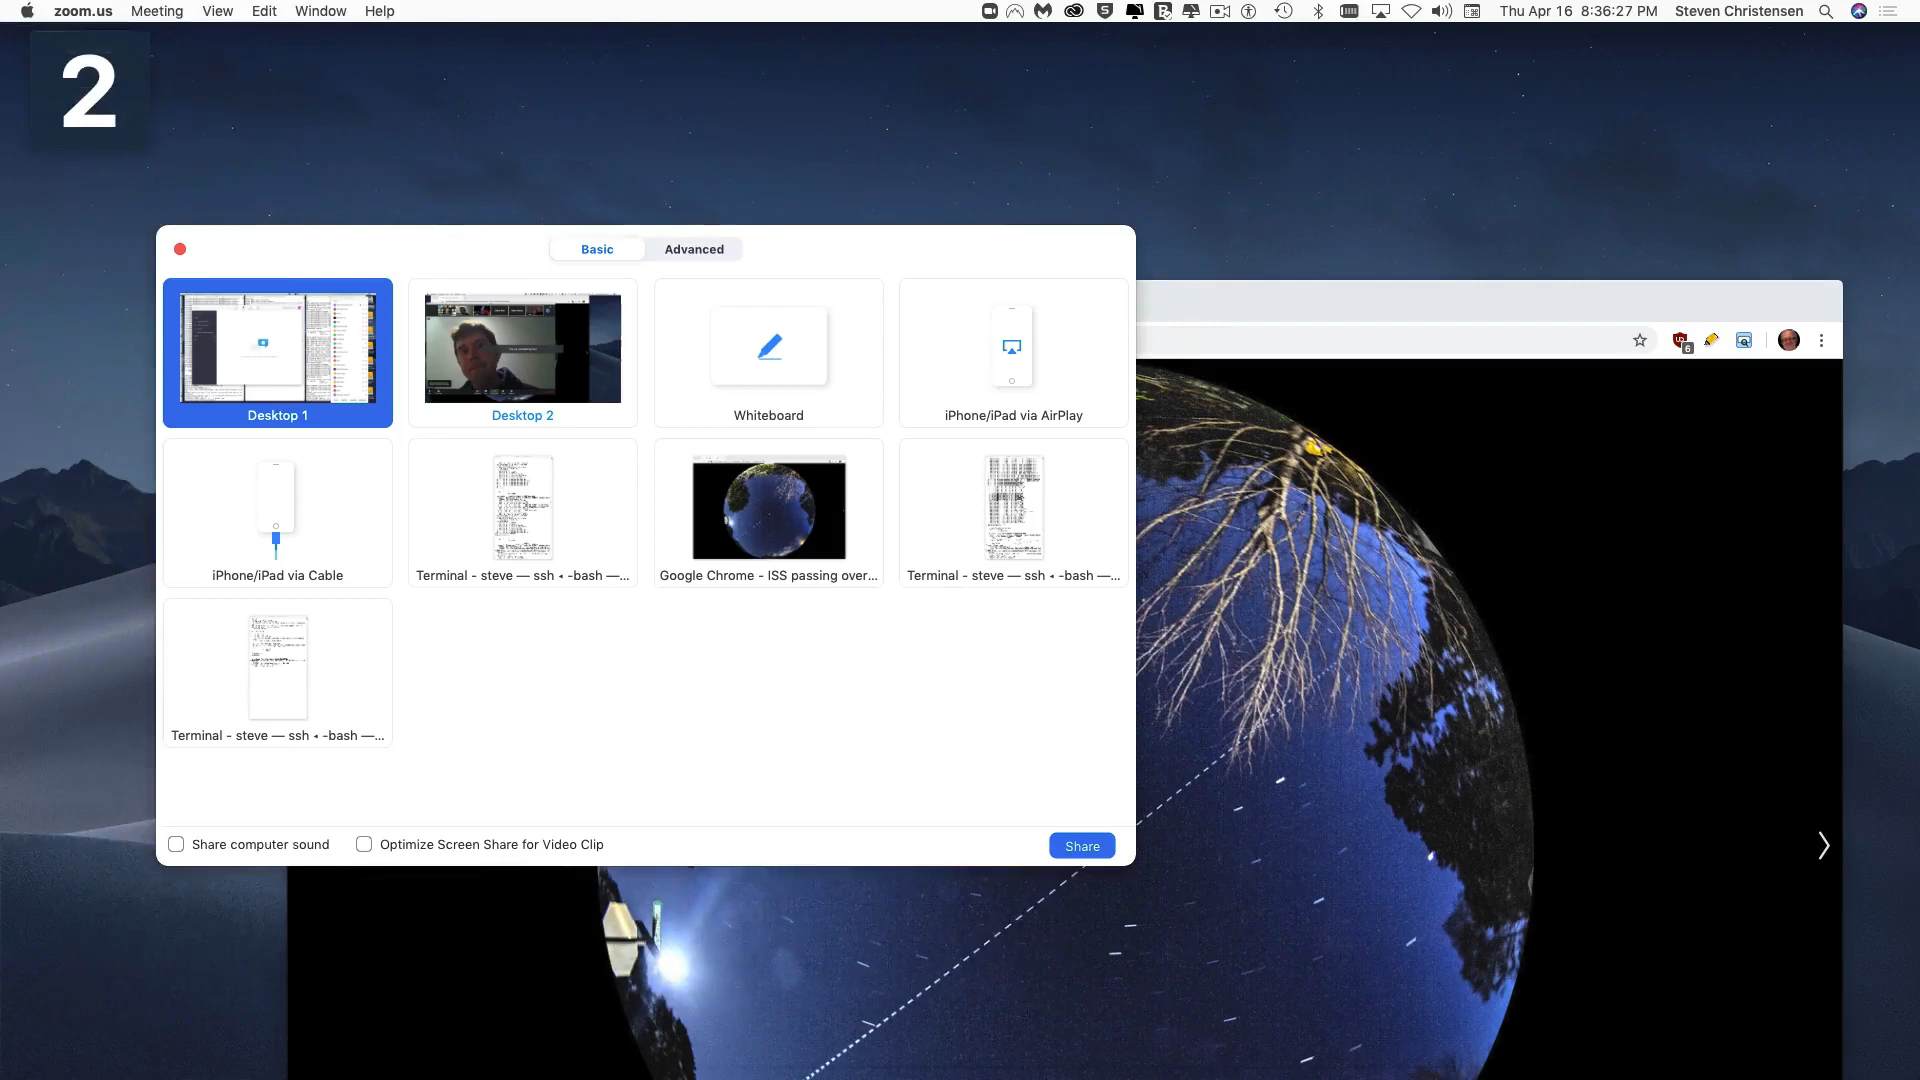 zoom.us Meeting View Edit Window Help Thu Apr 16 8:36:27 PM Steven Christensen
2
Basic Advanced
Desktop 1 Desktop 2 Whiteboard iPhone/iPad via AirPlay
6
iPhone/iPad via Cable Terminal - steve — ssh ◂ -bash —... Google Chrome - ISS passing over... Terminal - steve — ssh ◂ -bash —...
Terminal - steve — ssh ◂ -bash —...
Share computer sound Optimize Screen Share for Video Clip Share